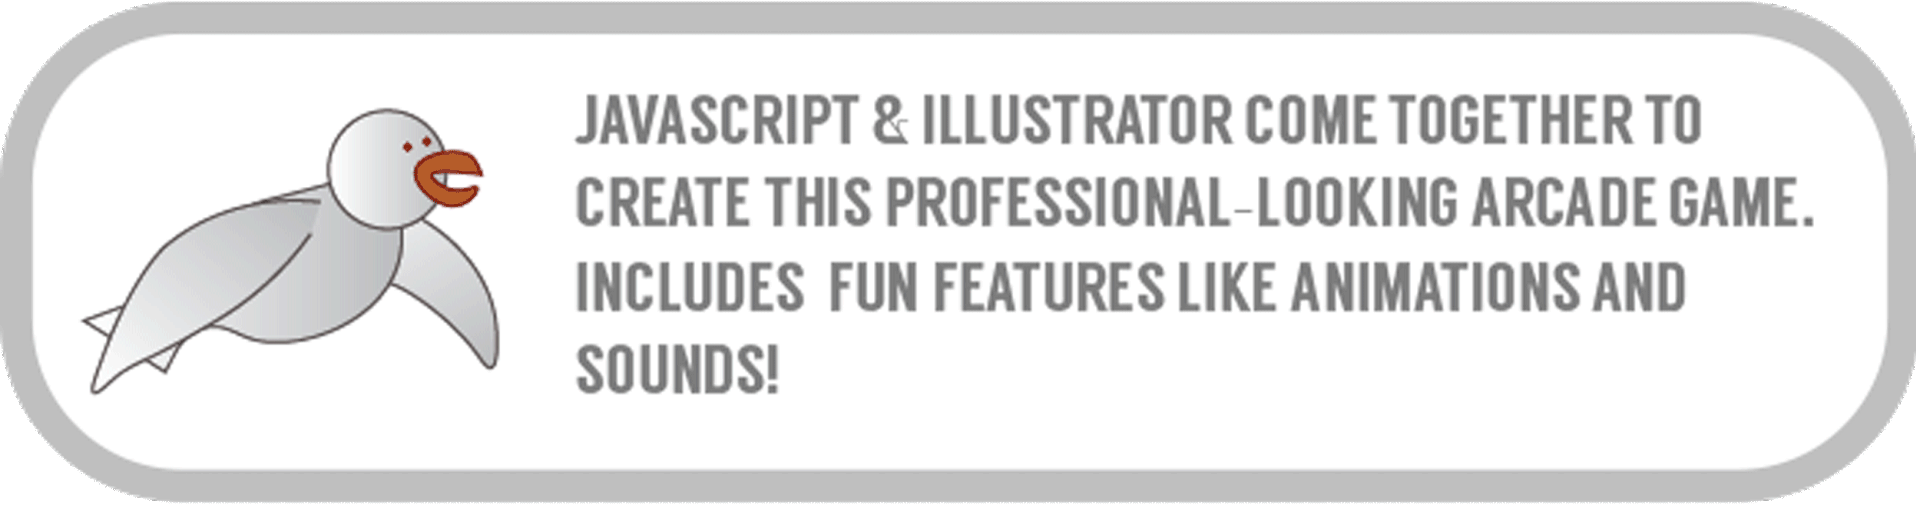 JAVASCRIPT & ILLUSTRATOR COME TOGETHER TO
CREATE THIS PROFESSIONAL-LOOKING ARCADE GAME.
INCLUDES  FUN FEATURES LIKE ANIMATIONS AND
SOUNDS!